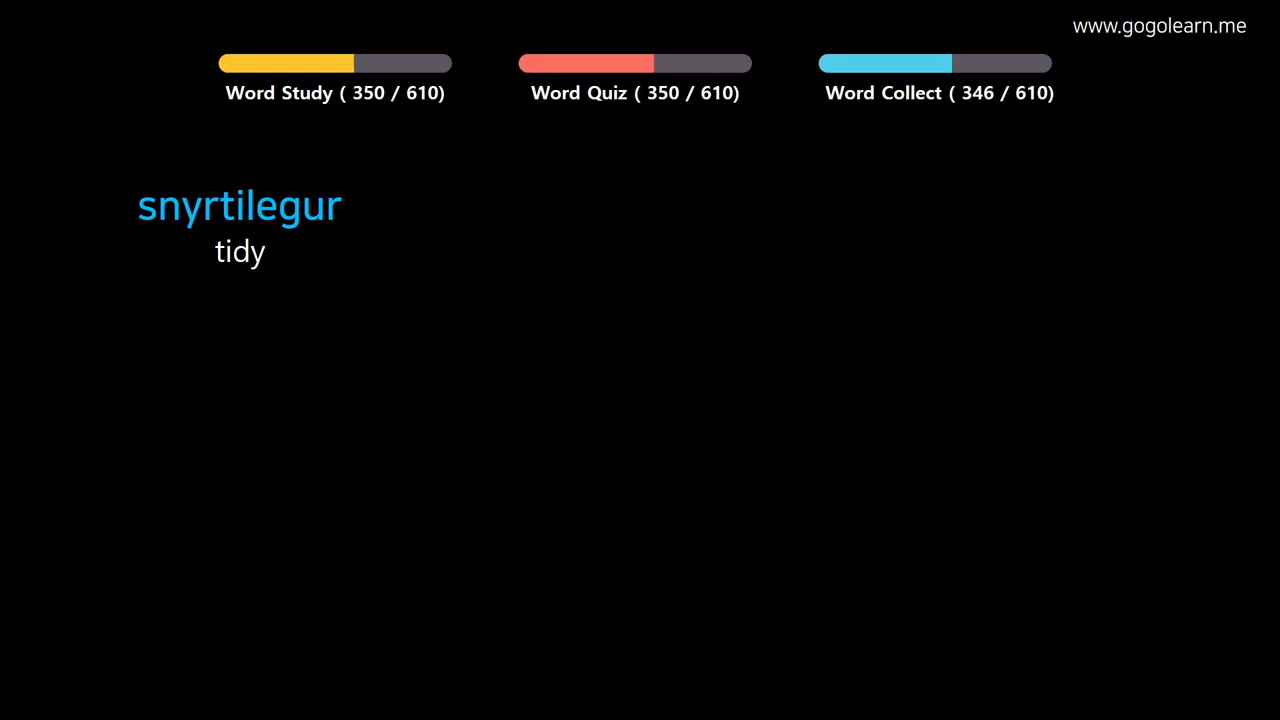 www.gogolearn.me
Word Study ( 350 / 610)
Word Quiz ( 350 / 610)
Word Collect ( 346 / 610)
snyrtilegur
tidy